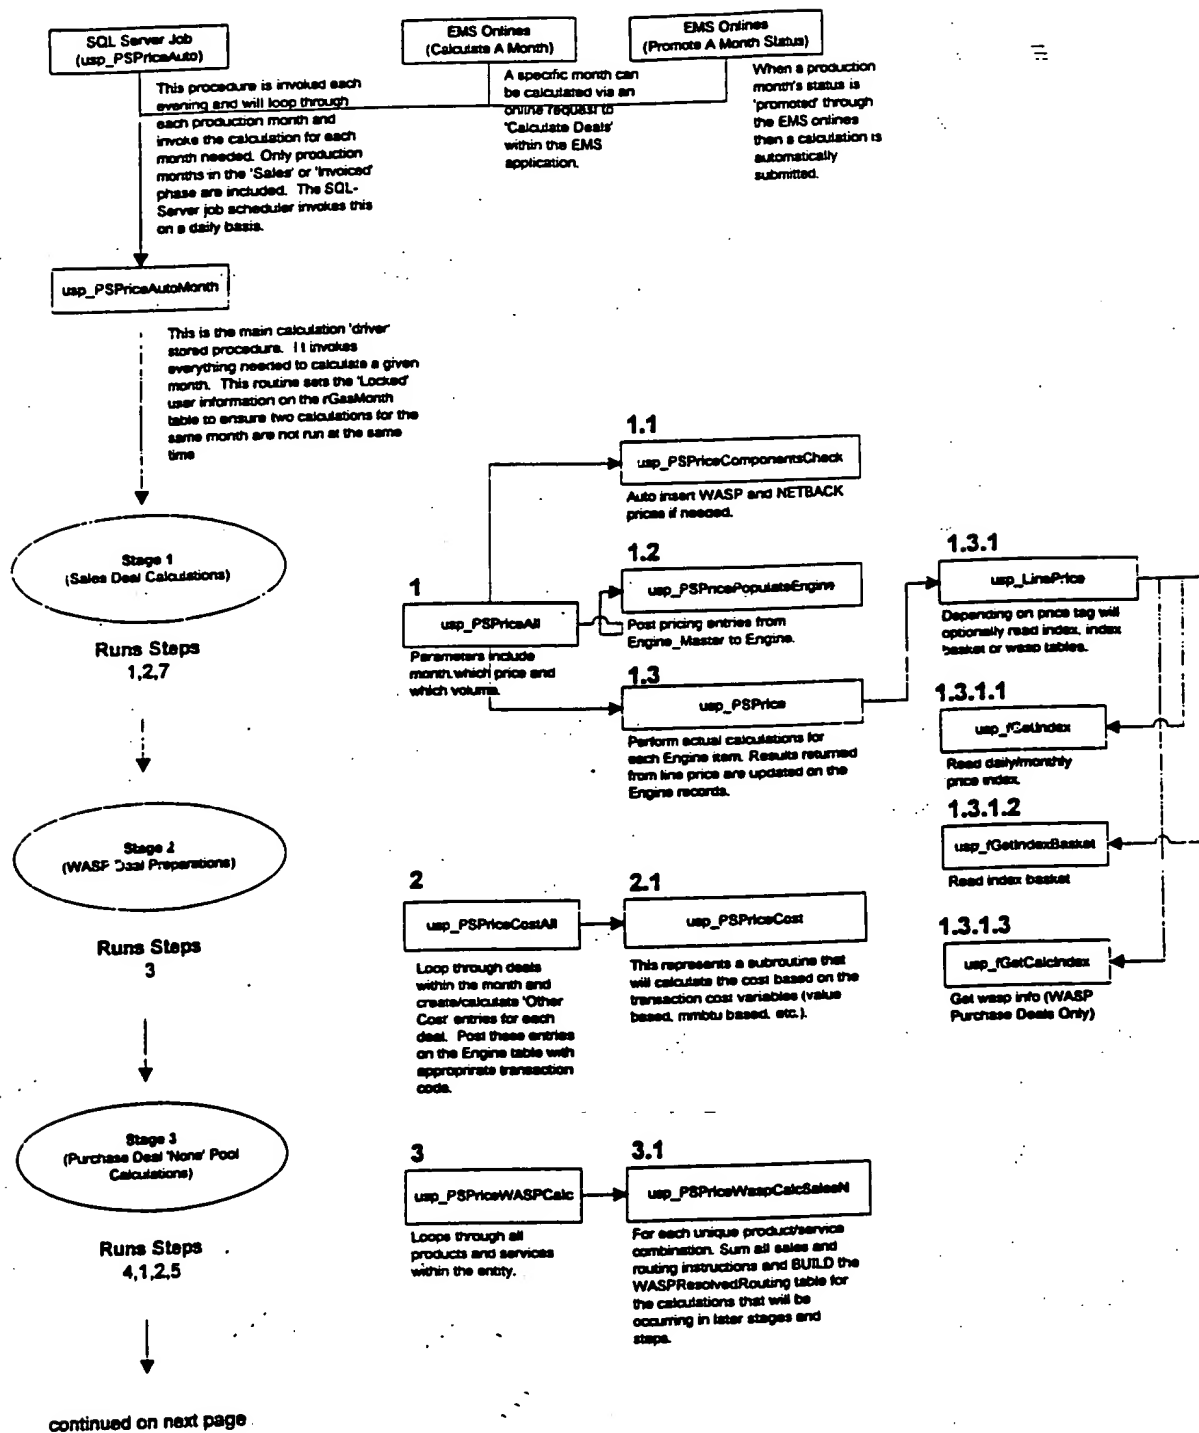 SQL Server Job
(usp_PSPriceAuto)
EMS Onlines
(Calculate A Month)
EMS Onlines
(Promote A Month Status)
This procedure is invoked each
evening and will loop through
each production month and
invoke the calculation for each
month needed. Only production
months in the 'Sales' or 'Invoiced'
phase are included. The SQL-
Server job scheduler invokes this
on a daily basis.
A specific month can
be calculated via an
online request to
'Calculate Deals'
within the EMS
application.
When a production
month's status is
'promoted' through
the EMS onlines
then a calculation is
automatically
submitted.
usp_PSPriceAutoMonth
This is the main calculation 'driver'
stored procedure. It invokes
everything needed to calculate a given
month. This routine sets the 'Locked'
user information on the rGasMonth
table to ensure two calculations for the
same month are not run at the same
time
Stage 1
(Sales Deal Calculations)
Runs Steps
1,2,7
1
usp_PSPriceAll
Parameters include
month,which price and
which volume.
1.1
usp_PSPriceComponentsCheck
Auto insert WASP and NETBACK
prices if needed.
1.2
usp_PSPricePopulateEngine
Post pricing entries from
Engine_Master to Engine.
1.3
usp_PSPrice
Perform actual calculations for
each Engine item. Results returned
from line price are updated on the
Engine records.
1.3.1
usp_LinePrice
Depending on price tag will
optionally read index, index
basket or wasp tables.
1.3.1.1
usp_fGetIndex
Read daily/monthly
price index.
1.3.1.2
usp_fGetIndexBasket
Read index basket
1.3.1.3
usp_fGetCalcIndex
Get wasp info (WASP
Purchase Deals Only)
Stage 2
(WASP Deal Preparations)
Runs Steps
3
2
usp_PSPriceCostAll
Loop through deals
within the month and
create/calculate 'Other
Cost' entries for each
deal. Post these entries
on the Engine table with
approprirate transaction
code.
2.1
usp_PSPriceCost
This represents a subroutine that
will calculate the cost based on the
transaction cost variables (value
based, mmbtu based, etc.).
Stage 3
(Purchase Deal 'None' Pool
Calculations)
Runs Steps
4,1,2,5
3
usp_PSPriceWASPCalc
Loops through all
products and services
within the entity.
3.1
usp_PSPriceWaspCalcSalesN
For each unique product/service
combination. Sum all sales and
routing instructions and BUILD the
WASPResolvedRouting table for
the calculations that will be
occurring in later stages and
steps.
continued on next page